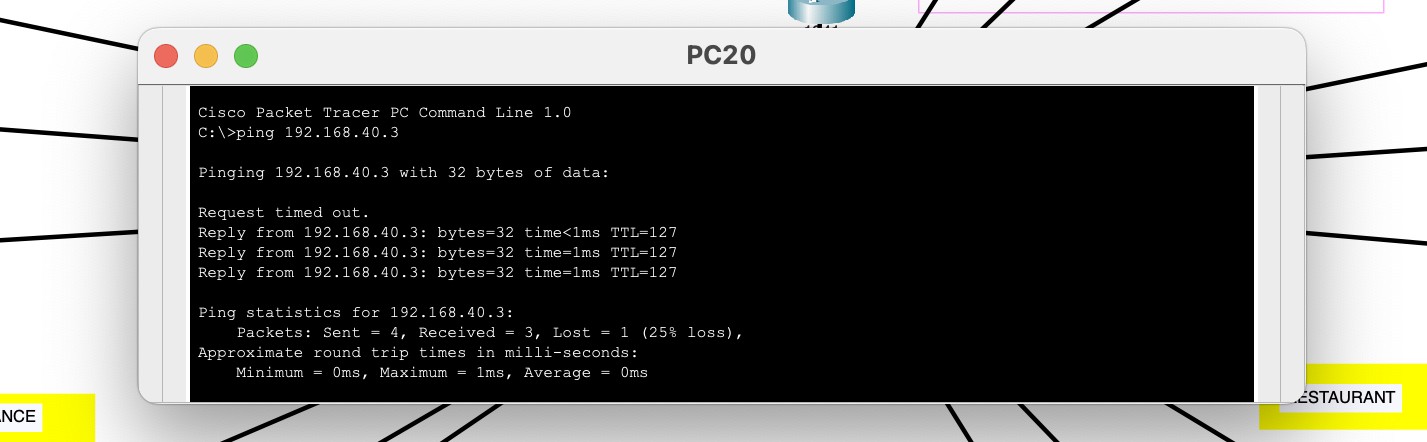 PC20
Cisco Packet Tracer PC Command Line 1.0
C:\>ping 192.168.40.3
Pinging 192.168.40.3 with 32 bytes of data:
Request timed out.
Reply from 192.168.40.3: bytes=32 time<1ms TTL=127
Reply from 192.168.40.3: bytes=32 time=1ms TTL=127
Reply from 192.168.40.3: bytes=32 time=1ms TTL=127
Ping statistics for 192.168.40.3:
Packets: Sent = 4, Received = 3, Lost = 1 (25% loss),
Approximate round trip times in milli-seconds:
Minimum = 0ms, Maximum = 1ms, Average = 0ms
ANCE
ESTAURANT